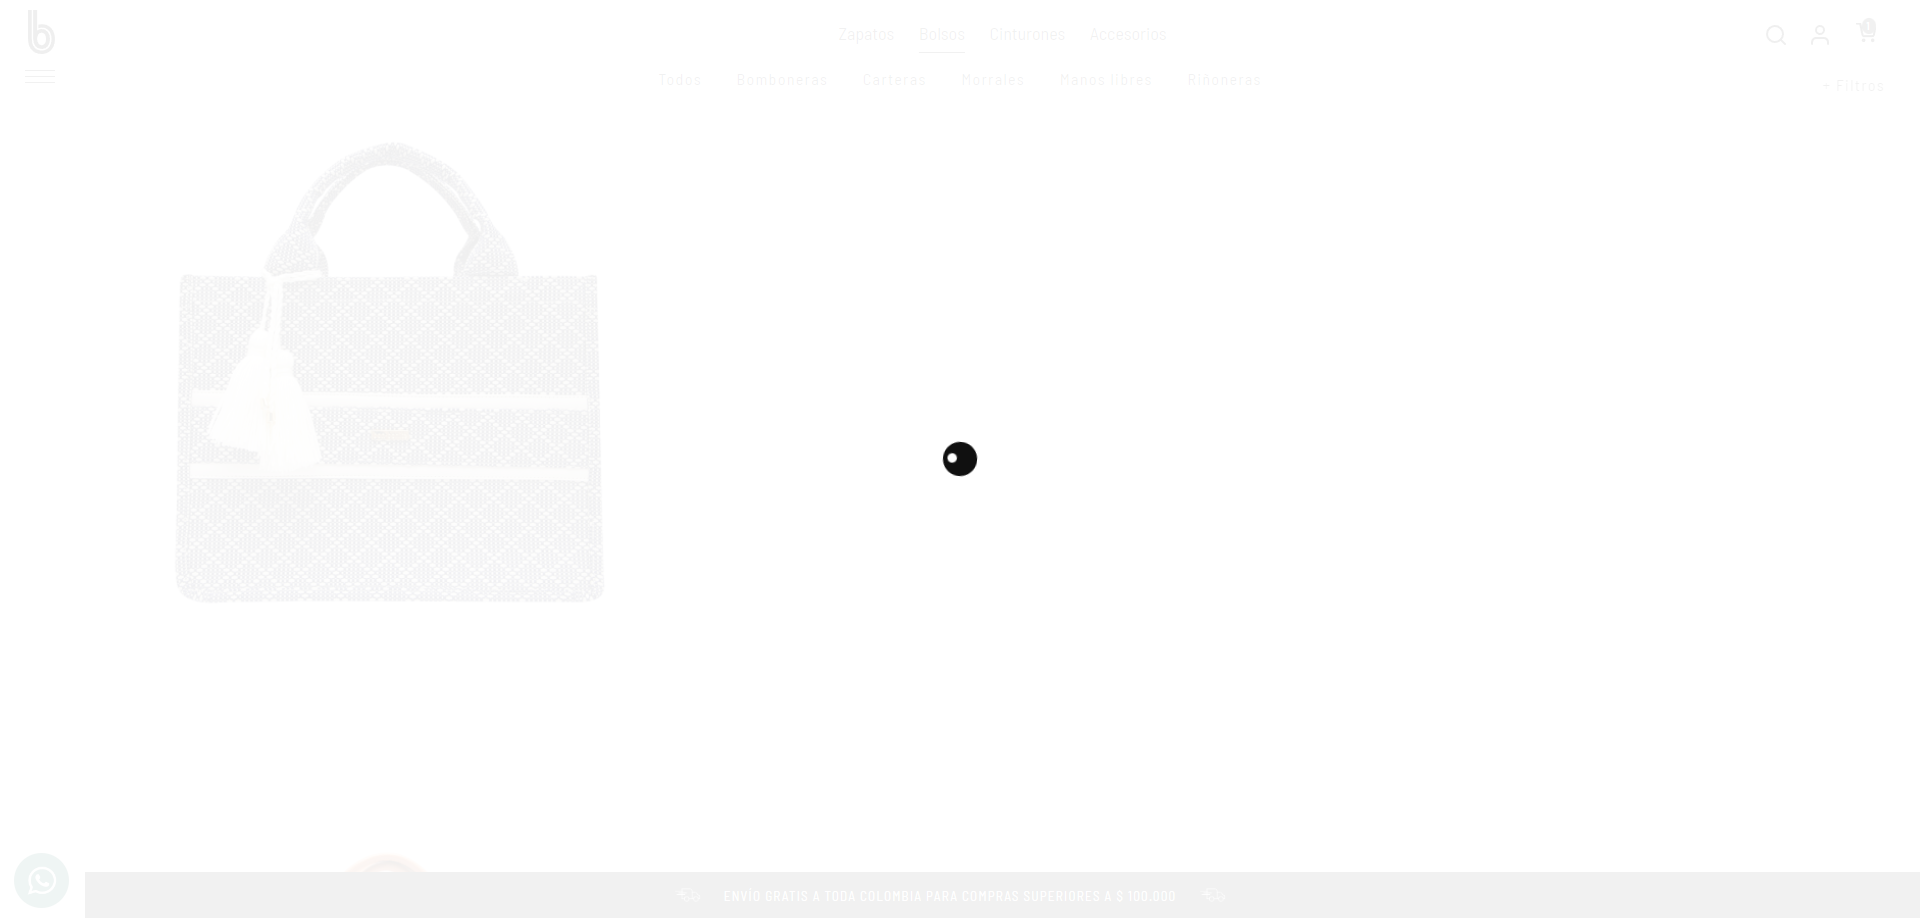 b
Zapatos Bolsos Cinturones Accesorios
Todos Bomboneras Carteras Morrales Manos libres Riñoneras
+ Filtros
ENVÍO GRATIS A TODA COLOMBIA PARA COMPRAS SUPERIORES A $ 100.000